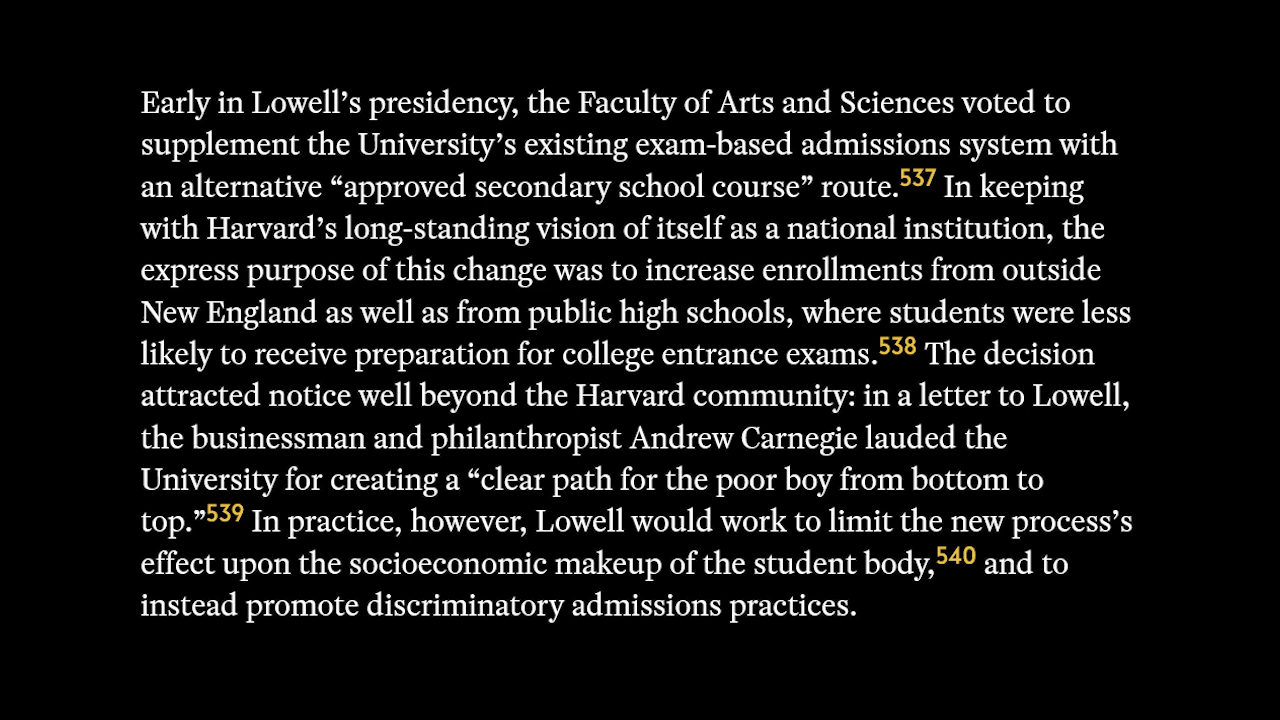 Early in Lowell’s presidency, the Faculty of Arts and Sciences voted to
supplement the University’s existing exam-based admissions system with
an alternative “approved secondary school course” route.537 In keeping
with Harvard’s long-standing vision of itself as a national institution, the
express purpose of this change was to increase enrollments from outside
New England as well as from public high schools, where students were less
likely to receive preparation for college entrance exams.538 The decision
attracted notice well beyond the Harvard community: in a letter to Lowell,
the businessman and philanthropist Andrew Carnegie lauded the
University for creating a “clear path for the poor boy from bottom to
top.”539 In practice, however, Lowell would work to limit the new process’s
effect upon the socioeconomic makeup of the student body,540 and to
instead promote discriminatory admissions practices.